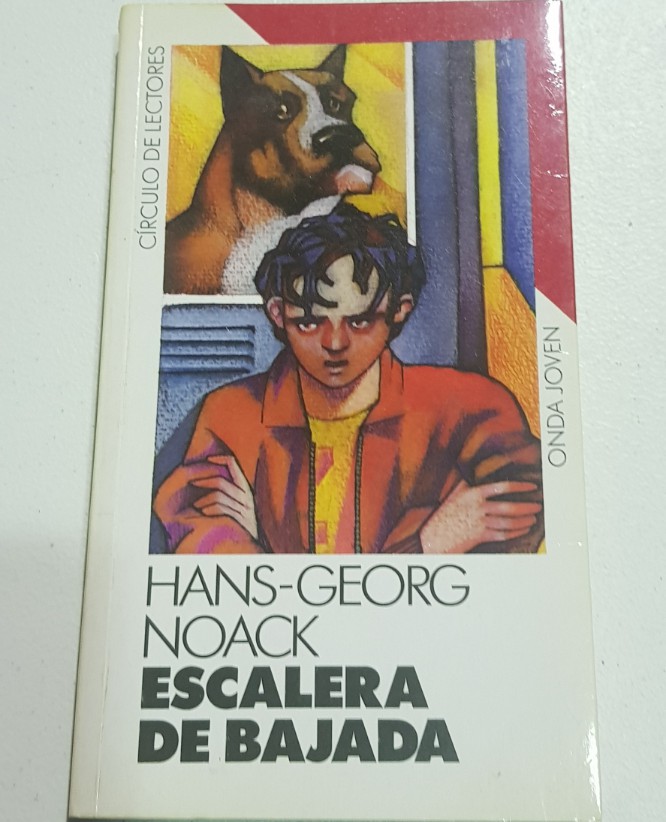 CÍRCULO DE LECTORES
ONDA JOVEN
HANS-GEORG
NOACK
ESCALERA
DE BAJADA